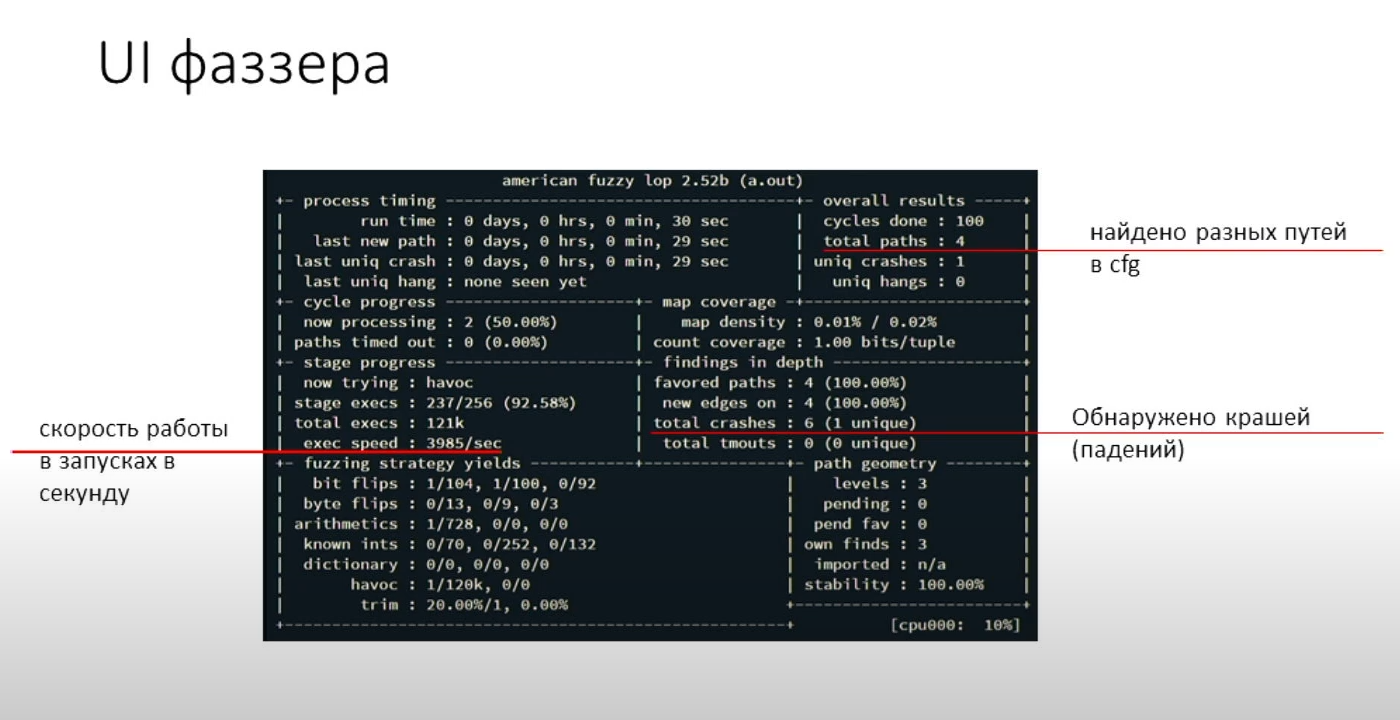 UI фаззера
american fuzzy lop 2.52b (a.out)
process timing
overall results
run time : 0 days, 0 hrs, 0 min, 30 sec
cycles done : 100
last new path : 0 days, 0 hrs, 0 min, 29 sec
total paths : 4
last uniq crash : 0 days, 0 hrs, 0 min, 29 sec
uniq crashes : 1
last uniq hang : none seen yet
uniq hangs : 0
cycle progress
map coverage
now processing : 2 (50.00%)
map density : 0.01% / 0.02%
paths timed out : 0 (0.00%)
count coverage : 1.00 bits/tuple
stage progress
findings in depth
now trying : havoc
favored paths : 4 (100.00%)
stage execs : 237/256 (92.58%)
new edges on : 4 (100.00%)
total execs : 121k
total crashes : 6 (1 unique)
exec speed : 3985/sec
total tmouts : 0 (0 unique)
fuzzing strategy yields
path geometry
bit flips : 1/104, 1/100, 0/92
levels : 3
byte flips : 0/13, 0/9, 0/3
pending : 0
arithmetics : 1/728, 0/0, 0/0
pend fav : 0
known ints : 0/70, 0/252, 0/132
own finds : 3
dictionary : 0/0, 0/0, 0/0
imported : n/a
havoc : 1/120k, 0/0
stability : 100.00%
trim : 20.00%/1, 0.00%
[cpu000: 10%]
найдено разных путей
в cfg
Обнаружено крашей
(падений)
скорость работы
в запусках в
секунду